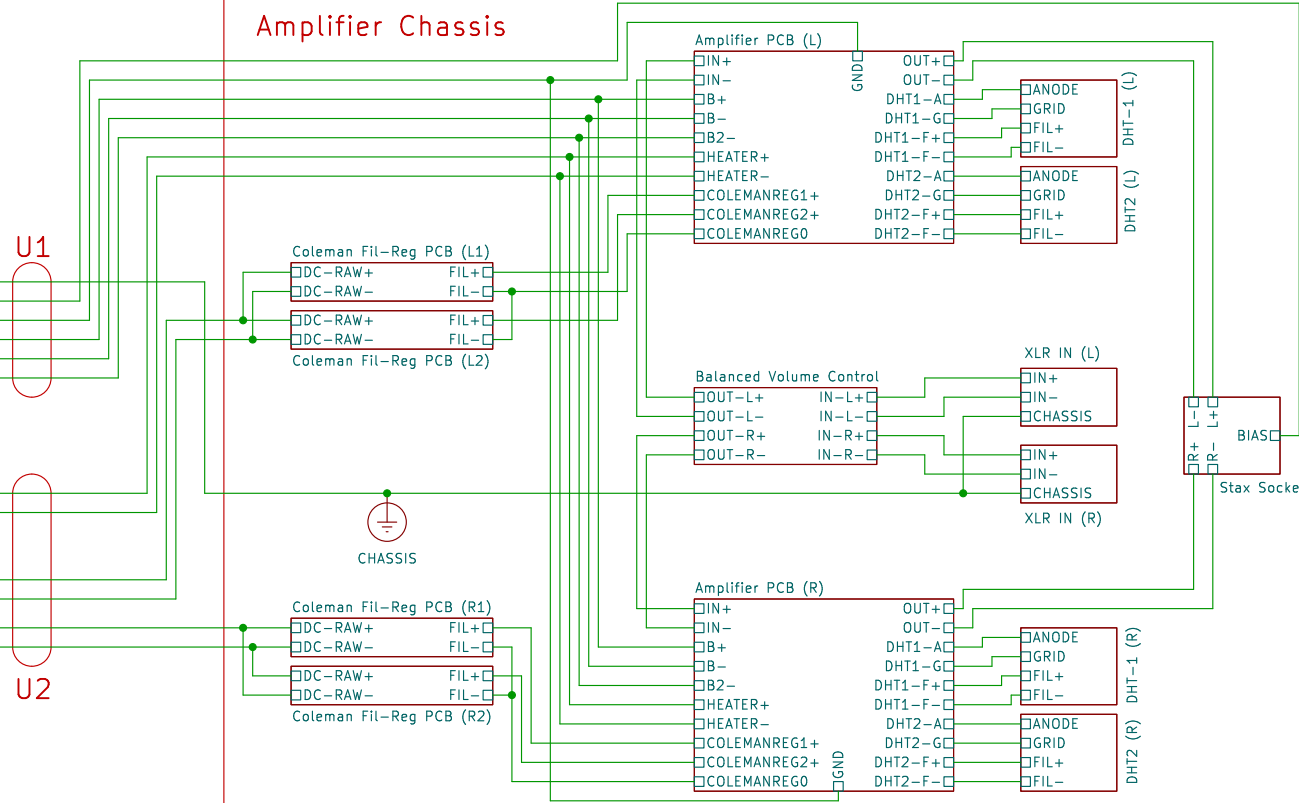 Amplifier Chassis
U1
U2
Amplifier PCB (L)
IN+
IN-
B+
B-
B2-
HEATER+
HEATER-
COLEMANREG1+
COLEMANREG2+
COLEMANREG0
GND
OUT+
OUT-
DHT1-A
DHT1-G
DHT1-F+
DHT1-F-
DHT2-A
DHT2-G
DHT2-F+
DHT2-F-
ANODE
GRID
FIL+
FIL-
DHT-1 (L)
ANODE
GRID
FIL+
FIL-
DHT2 (L)
Coleman Fil-Reg PCB (L1)
DC-RAW+ FIL+
DC-RAW- FIL-
DC-RAW+ FIL+
DC-RAW- FIL-
Coleman Fil-Reg PCB (L2)
Balanced Volume Control
OUT-L+ IN-L+
OUT-L- IN-L-
OUT-R+ IN-R+
OUT-R- IN-R-
XLR IN (L)
IN+
IN-
CHASSIS
IN+
IN-
CHASSIS
XLR IN (R)
L-
L+
R+
R-
BIAS
Stax Socke
CHASSIS
Coleman Fil-Reg PCB (R1)
DC-RAW+ FIL+
DC-RAW- FIL-
DC-RAW+ FIL+
DC-RAW- FIL-
Coleman Fil-Reg PCB (R2)
Amplifier PCB (R)
IN+
IN-
B+
B-
B2-
HEATER+
HEATER-
COLEMANREG1+
COLEMANREG2+
COLEMANREG0
GND
OUT+
OUT-
DHT1-A
DHT1-G
DHT1-F+
DHT1-F-
DHT2-A
DHT2-G
DHT2-F+
DHT2-F-
ANODE
GRID
FIL+
FIL-
DHT-1 (R)
ANODE
GRID
FIL+
FIL-
DHT2 (R)